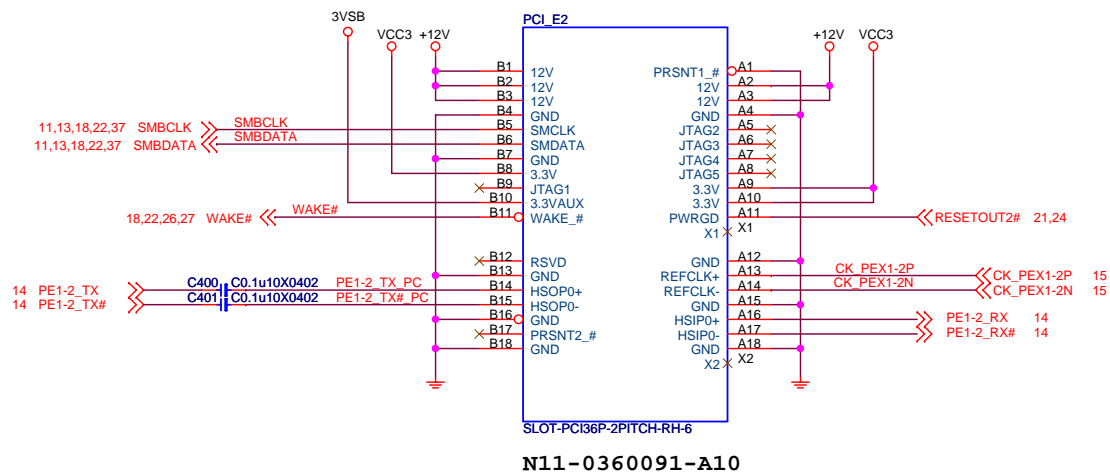 3VSB
VCC3
+12V
PCI_E2
+12V
VCC3
B1 12V PRSNT1_# A1
B2 12V 12V A2
B3 12V 12V A3
B4 GND GND A4
11,13,18,22,37 SMBCLK SMBCLK B5 SMCLK JTAG2 A5
11,13,18,22,37 SMBDATA SMBDATA B6 SMDATA JTAG3 A6
B7 GND JTAG4 A7
B8 3.3V JTAG5 A8
B9 JTAG1 3.3V A9
B10 3.3VAUX 3.3V A10
18,22,26,27 WAKE# WAKE# B11 WAKE_# PWRGD A11 RESETOUT2# 21,24
X1 X1
B12 RSVD GND A12
B13 GND REFCLK+ A13 CK_PEX1-2P CK_PEX1-2P 15
14 PE1-2_TX C400 C0.1u10X0402 PE1-2_TX_PC B14 HSOP0+ REFCLK- A14 CK_PEX1-2N CK_PEX1-2N 15
14 PE1-2_TX# C401 C0.1u10X0402 PE1-2_TX#_PC B15 HSOP0- GND A15
B16 GND HSIP0+ A16 PE1-2_RX 14
B17 PRSNT2_# HSIP0- A17 PE1-2_RX# 14
B18 GND GND A18
X2 X2
SLOT-PCI36P-2PITCH-RH-6
N11-0360091-A10